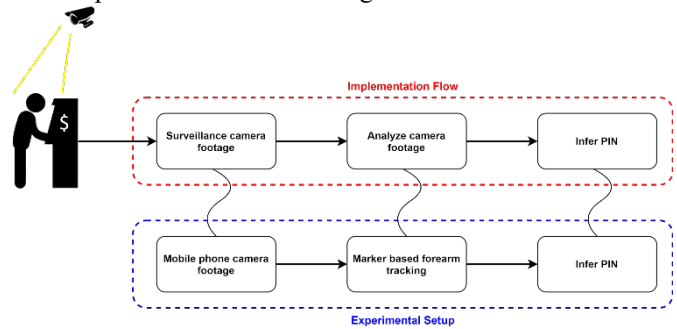 Implementation Flow
$
Surveillance camera
footage
Analyze camera
footage
Infer PIN
Mobile phone camera
footage
Marker based forearm
tracking
Infer PIN
Experimental Setup